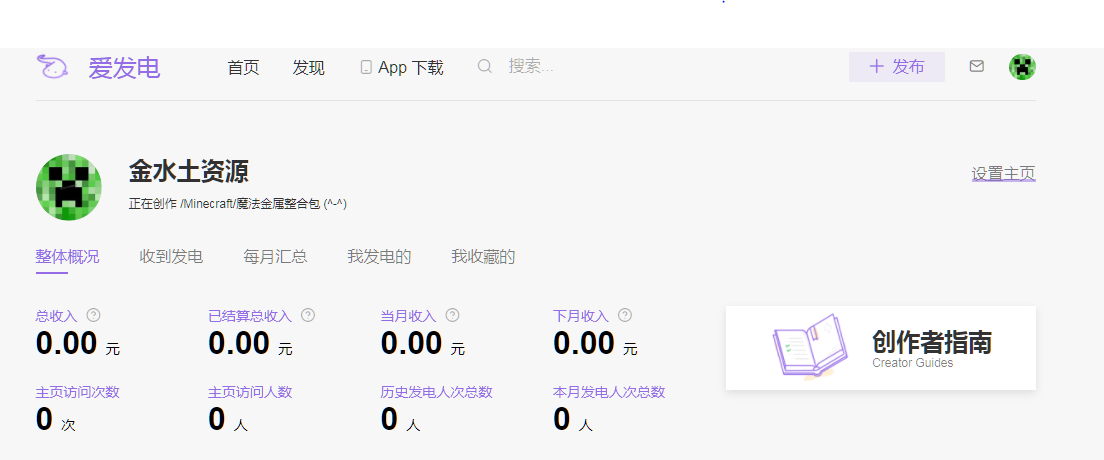 爱发电 首页 发现 App 下载 搜索... 发布
金水土资源
设置主页
正在创作 /Minecraft/魔法金属整合包 (^-^)
整体概况 收到发电 每月汇总 我发电的 我收藏的
总收入 已结算总收入 当月收入 下月收入
0.00 元 0.00 元 0.00 元 0.00 元
创作者指南
Creator Guides
主页访问次数 主页访问人数 历史发电人次总数 本月发电人次总数
0 次 0 人 0 人 0 人